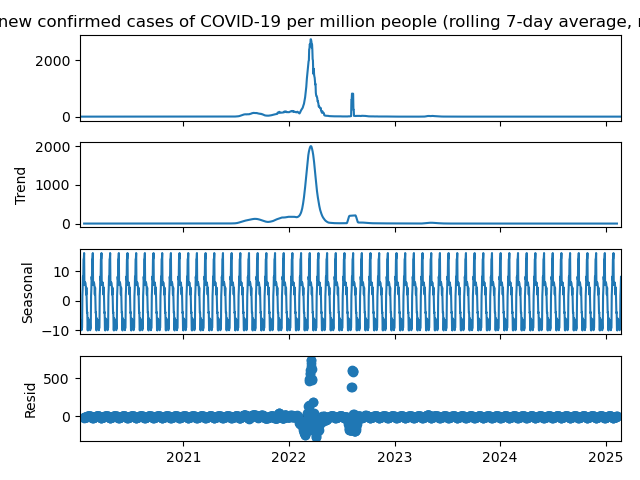 new confirmed cases of COVID-19 per million people (rolling 7-day average,
2000
0
2000
1000
0
Trend
10
0
−10
Seasonal
500
0
Resid
2021 2022 2023 2024 2025